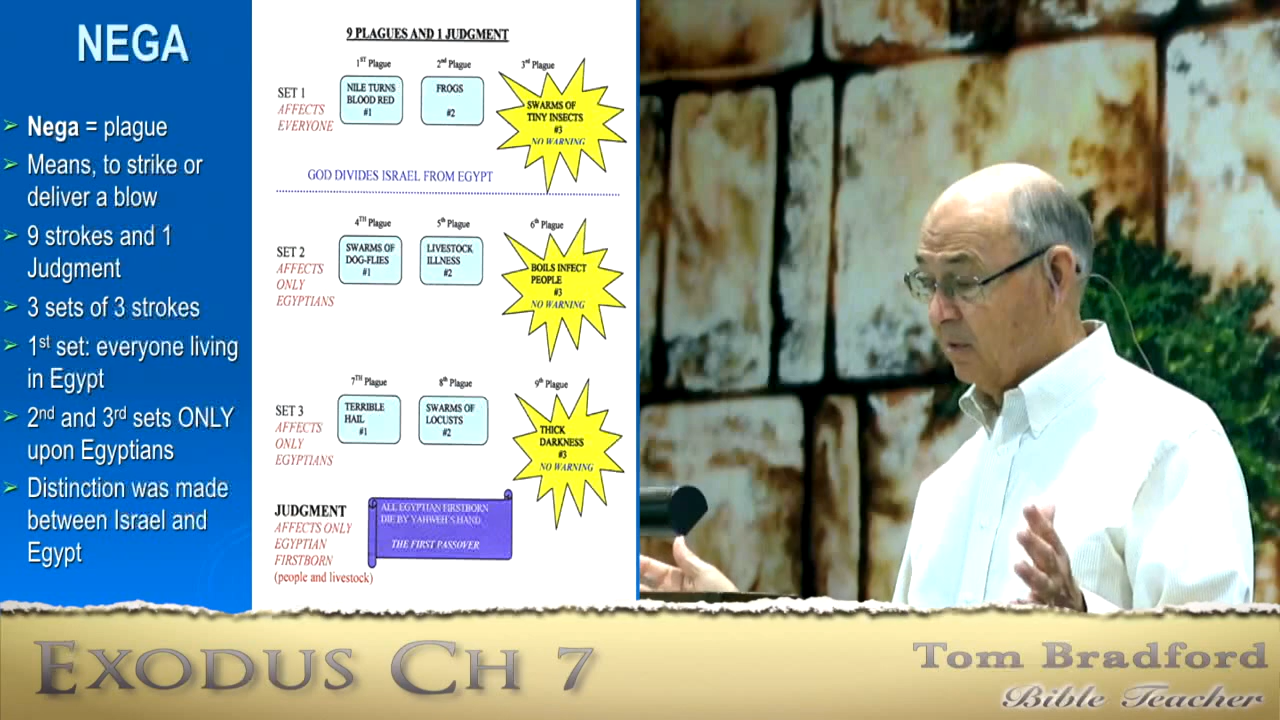 NEGA
➢ Nega = plague
➢ Means, to strike or
deliver a blow
➢ 9 strokes and 1
Judgment
➢ 3 sets of 3 strokes
➢ 1st set: everyone living
in Egypt
➢ 2nd and 3rd sets ONLY
upon Egyptians
➢ Distinction was made
between Israel and
Egypt
9 PLAGUES AND 1 JUDGMENT
SET 1
AFFECTS
EVERYONE
1ST Plague
NILE TURNS
BLOOD RED
#1
2nd Plague
FROGS
#2
3rd Plague
SWARMS OF
TINY INSECTS
#3
NO WARNING
GOD DIVIDES ISRAEL FROM EGYPT
SET 2
AFFECTS
ONLY
EGYPTIANS
4TH Plague
SWARMS OF
DOG-FLIES
#1
5th Plague
LIVESTOCK
ILLNESS
#2
6th Plague
BOILS INFECT
PEOPLE
#3
NO WARNING
SET 3
AFFECTS
ONLY
EGYPTIANS
7TH Plague
TERRIBLE
HAIL
#1
8th Plague
SWARMS OF
LOCUSTS
#2
9th Plague
THICK
DARKNESS
#3
NO WARNING
JUDGMENT
AFFECTS ONLY
EGYPTIAN
FIRSTBORN
(people and livestock)
ALL EGYPTIAN FIRSTBORN
DIE BY YAHWEH'S HAND
THE FIRST PASSOVER
EXODUS CH 7
TOM BRADFORD
Bible Teacher